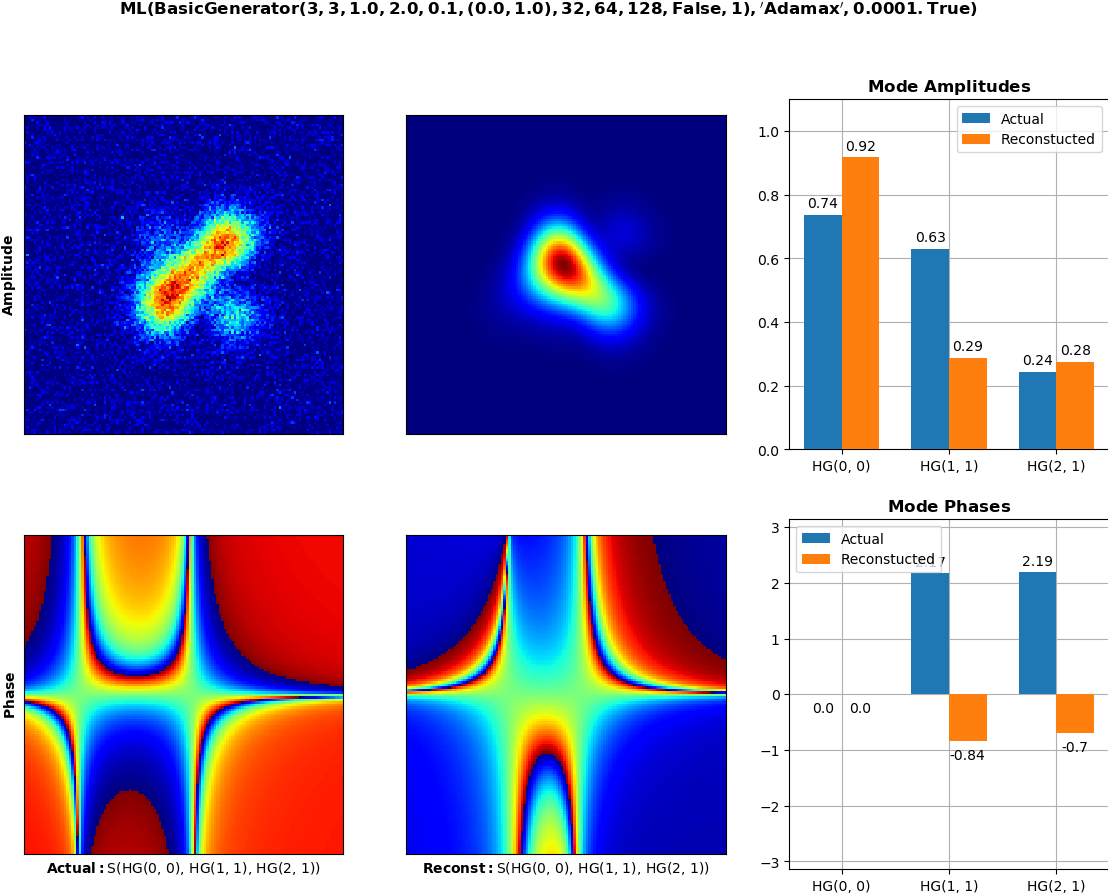 ML(BasicGenerator(3, 3, 1.0, 2.0, 0.1, (0.0, 1.0), 32, 64, 128, False, 1), ′Adamax′, 0.0001. True)
Amplitude
Mode Amplitudes
Actual
Reconstucted
1.0
0.8
0.6
0.4
0.2
0.0
0.74
0.92
0.63
0.29
0.24
0.28
HG(0, 0)
HG(1, 1)
HG(2, 1)
Phase
Actual: S(HG(0, 0), HG(1, 1), HG(2, 1))
Reconst: S(HG(0, 0), HG(1, 1), HG(2, 1))
Mode Phases
Actual
Reconstucted
3
2
1
0
−1
−2
−3
0.0
0.0
-0.84
2.19
-0.7
HG(0, 0)
HG(1, 1)
HG(2, 1)